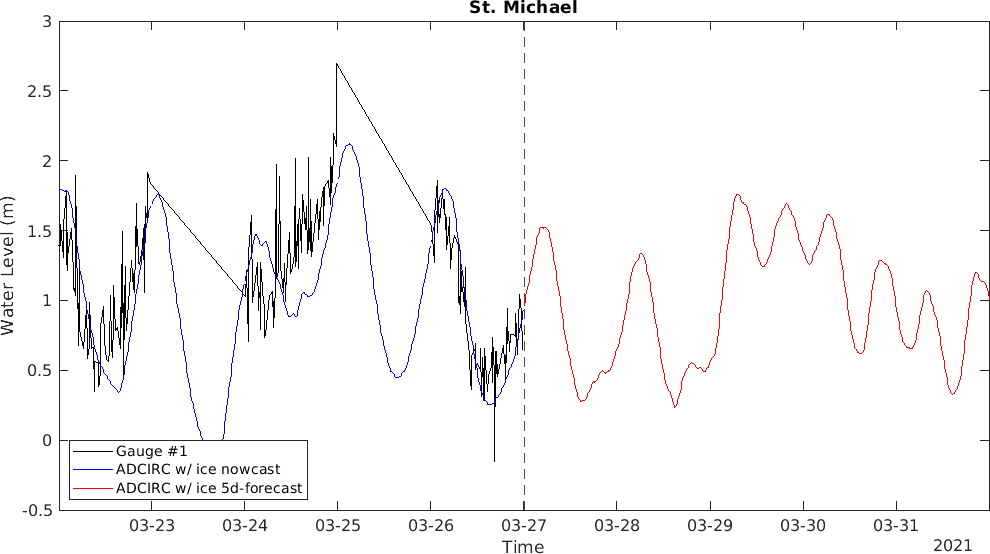 St. Michael
3
2.5
2
1.5
1
0.5
0
-0.5
Water Level (m)
Gauge #1
ADCIRC w/ ice nowcast
ADCIRC w/ ice 5d-forecast
03-23 03-24 03-25 03-26 03-27 03-28 03-29 03-30 03-31
Time
2021